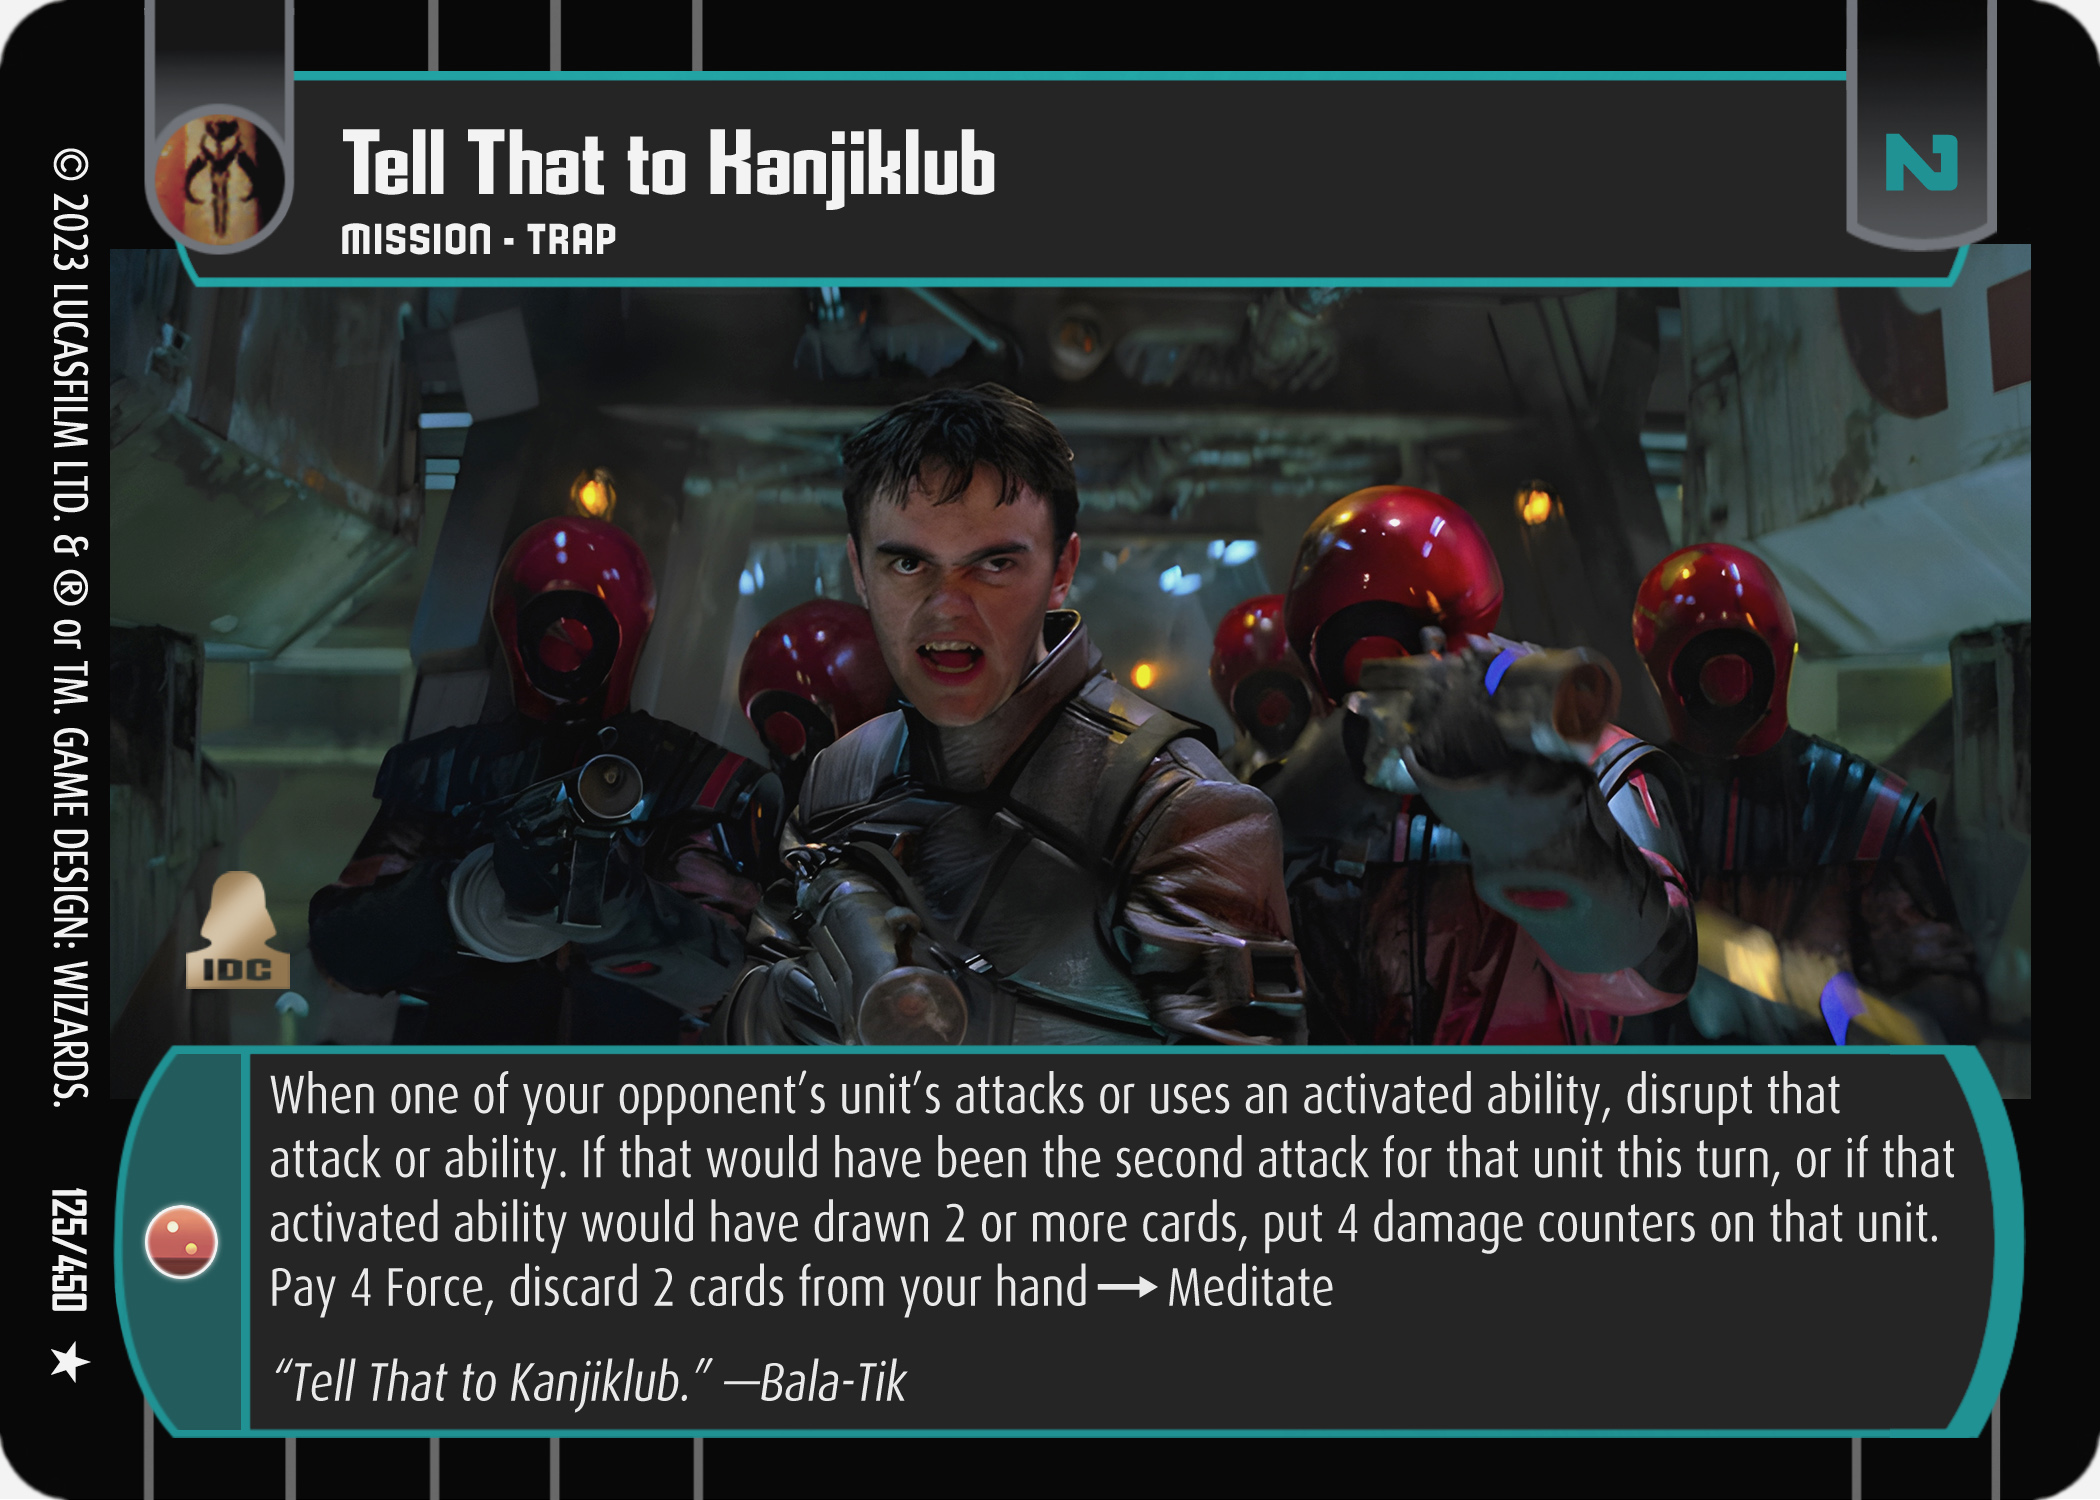 Tell That to Kanjiklub
2
MISSION - TRAP
IDC
When one of your opponent’s unit’s attacks or uses an activated ability, disrupt that
attack or ability. If that would have been the second attack for that unit this turn, or if that
activated ability would have drawn 2 or more cards, put 4 damage counters on that unit.
Pay 4 Force, discard 2 cards from your hand → Meditate
“Tell That to Kanjiklub.” —Bala-Tik
© 2023 LUCASFILM LTD. & ® or TM. GAME DESIGN: WIZARDS. 125/450 ★